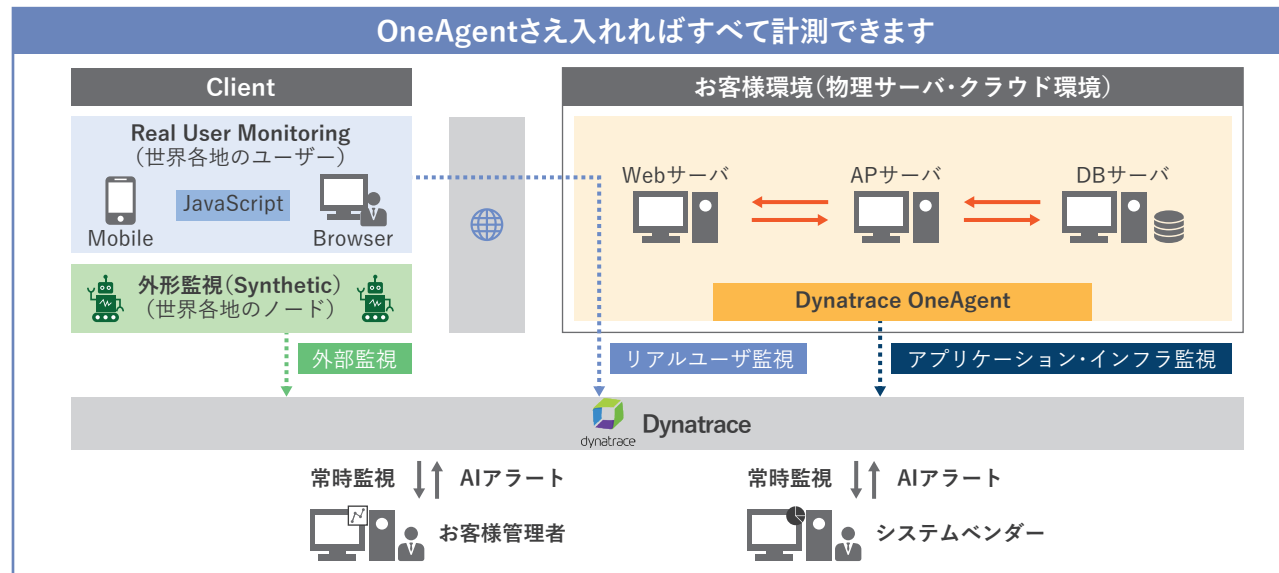 OneAgentさえ入れればすべて計測できます
Client
Real User Monitoring
（世界各地のユーザー）
JavaScript
Mobile
Browser
外形監視（Synthetic）
（世界各地のノード）
お客様環境（物理サーバ・クラウド環境）
Webサーバ
APサーバ
DBサーバ
Dynatrace OneAgent
外部監視
リアルユーザ監視
アプリケーション・インフラ監視
dynatrace
Dynatrace
常時監視
AIアラート
お客様管理者
常時監視
AIアラート
システムベンダー